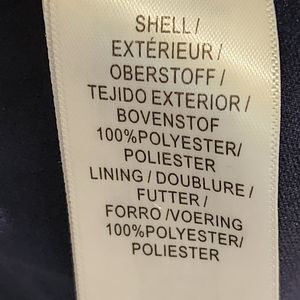 SHELL/
EXTÉRIEUR/
OBERSTOFF/
TEJIDO EXTERIOR/
BOVENSTOF
100%POLYESTER/
POLIESTER
LINING/DOUBLURE/
FUTTER/
FORRO/VOERING
100%POLYESTER/
POLIESTER